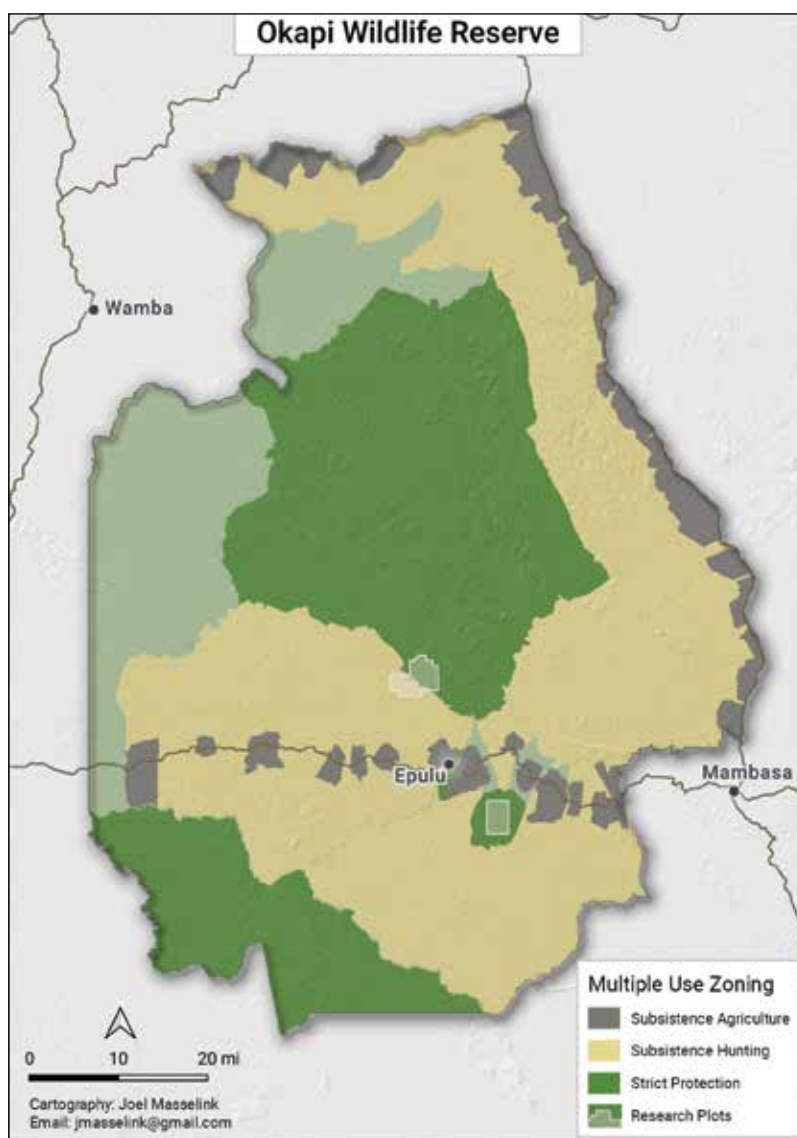 Okapi Wildlife Reserve
Wamba
Epulu
Mambasa
Multiple Use Zoning
Subsistence Agriculture
Subsistence Hunting
Strict Protection
Research Plots
0 10 20 mi
Cartography: Joel Masselink
Email: jmasselink@gmail.com